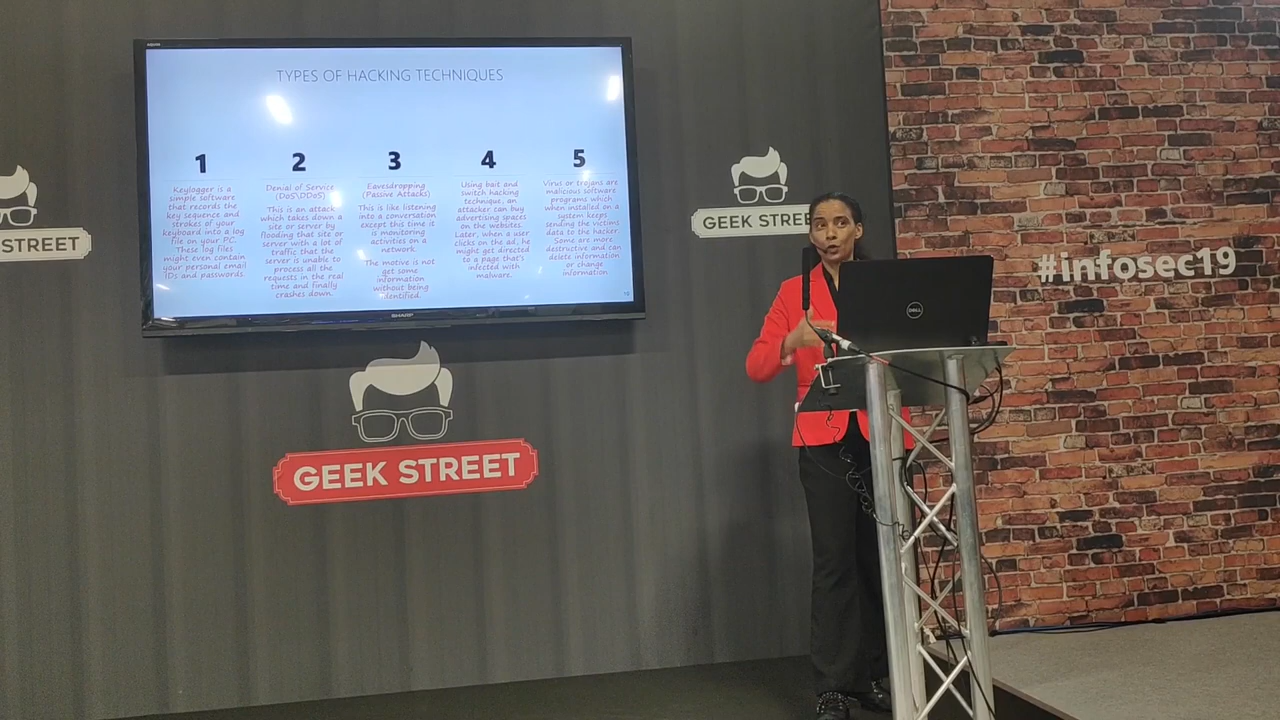 TYPES OF HACKING TECHNIQUES
1
Keylogger is a
simple software
that records the
key sequence and
strokes of your
keyboard into a log
file on your PC.
These log files
might even contain
your personal email
IDs and passwords.
2
Denial of Service
(DoS\DDoS)
This is an attack
which takes down a
site or server by
flooding that site or
server with a lot of
traffic that the
server is unable to
process all the
requests in the real
time and finally
crashes down.
3
Eavesdropping
(Passive Attacks)
This is like listening
into a conversation
except this time is
is monitoring
activities on a
network.
The motive is not
get some
information
without being
identified.
4
Using bait and
switch hacking
technique, an
attacker can buy
advertising spaces
on the websites.
Later, when a user
clicks on the ad, he
might get directed
to a page that's
infected with
malware.
5
Virus or trojans are
malicious software
programs which
when installed on a
system keeps
sending the victims
data to the hacker.
Some are more
destructive and can
delete information
or change
information
SHARP
STREET
GEEK STREET
GEEK STRE
DELL
#infosec19